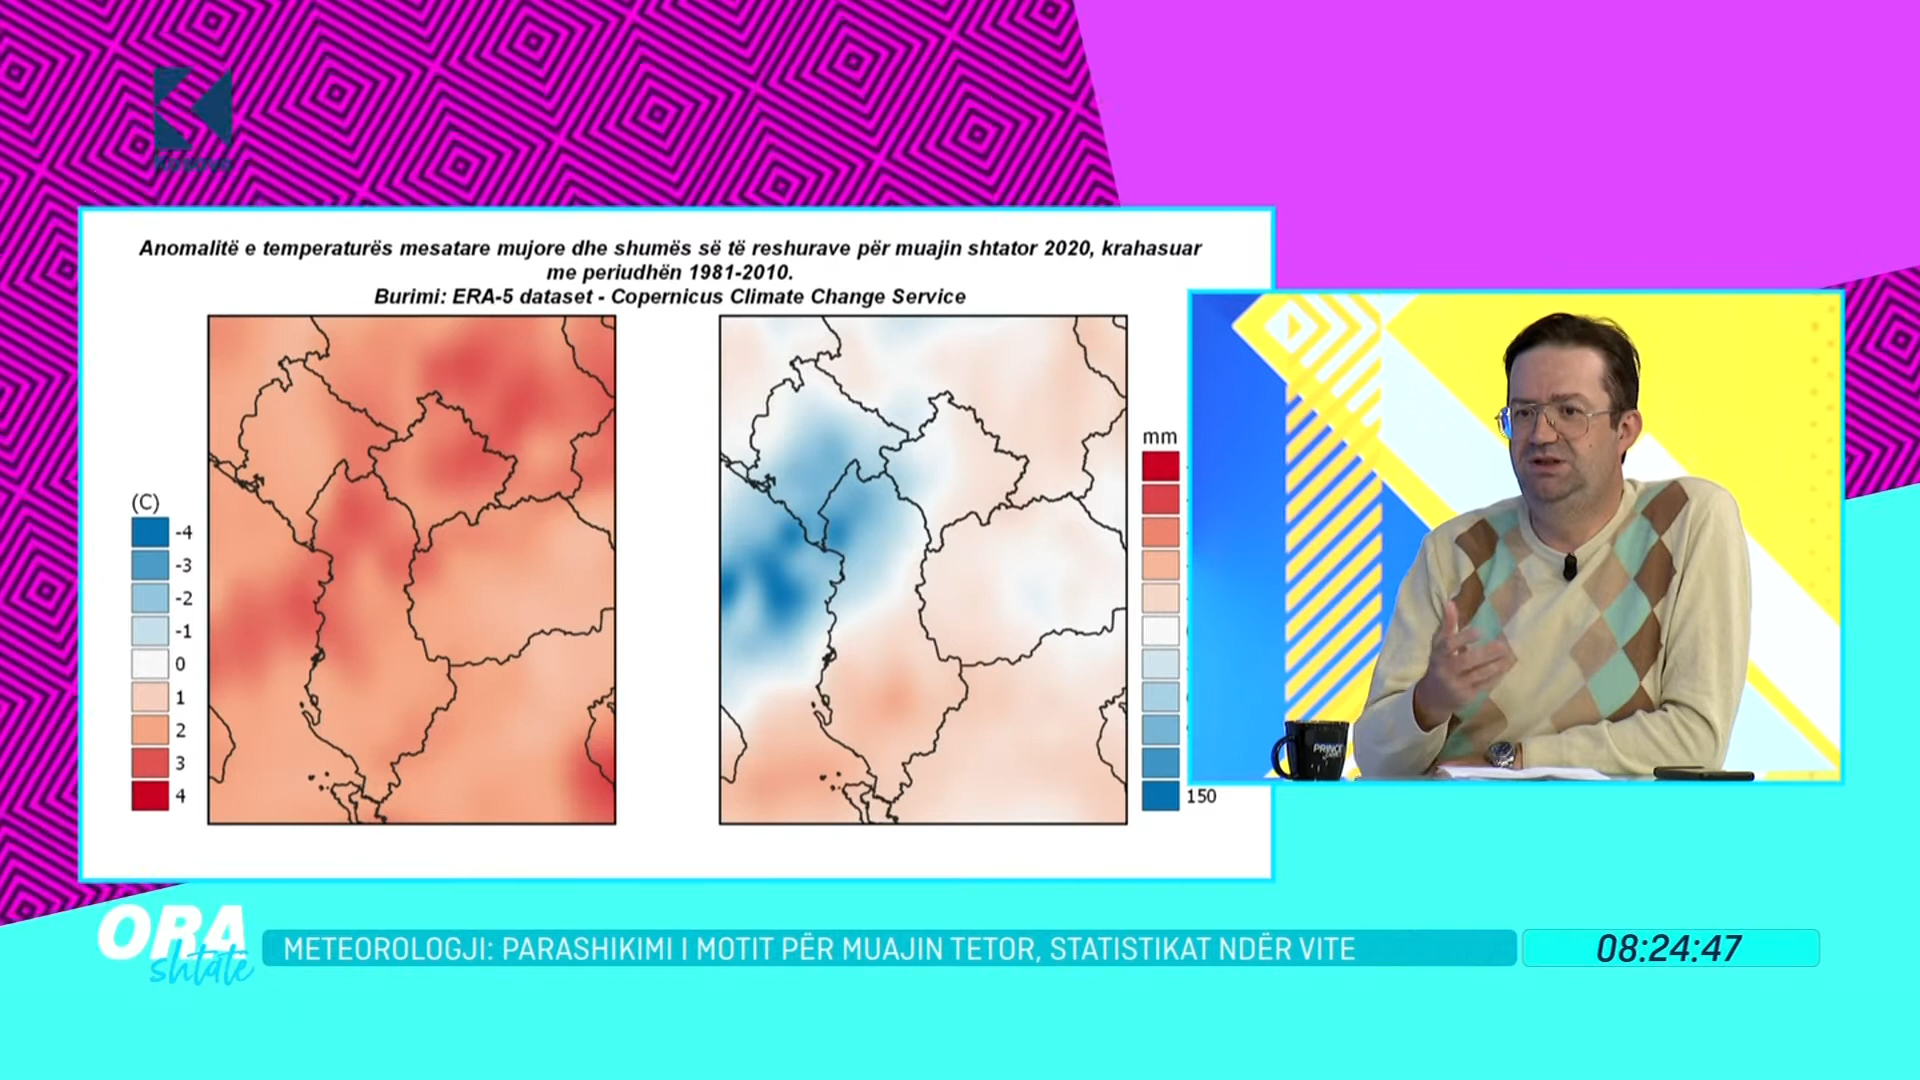 Anomalitë e temperaturës mesatare mujore dhe shumës së të reshurave për muajin shtator 2020, krahasuar
me periudhën 1981-2010.
Burimi: ERA-5 dataset - Copernicus Climate Change Service
(C)
-4
-3
-2
-1
0
1
2
3
4
mm
150
PRINCE
ORA
shtatë
METEOROLOGJI: PARASHIKIMI I MOTIT PËR MUAJIN TETOR, STATISTIKAT NDËR VITE
08:24:47